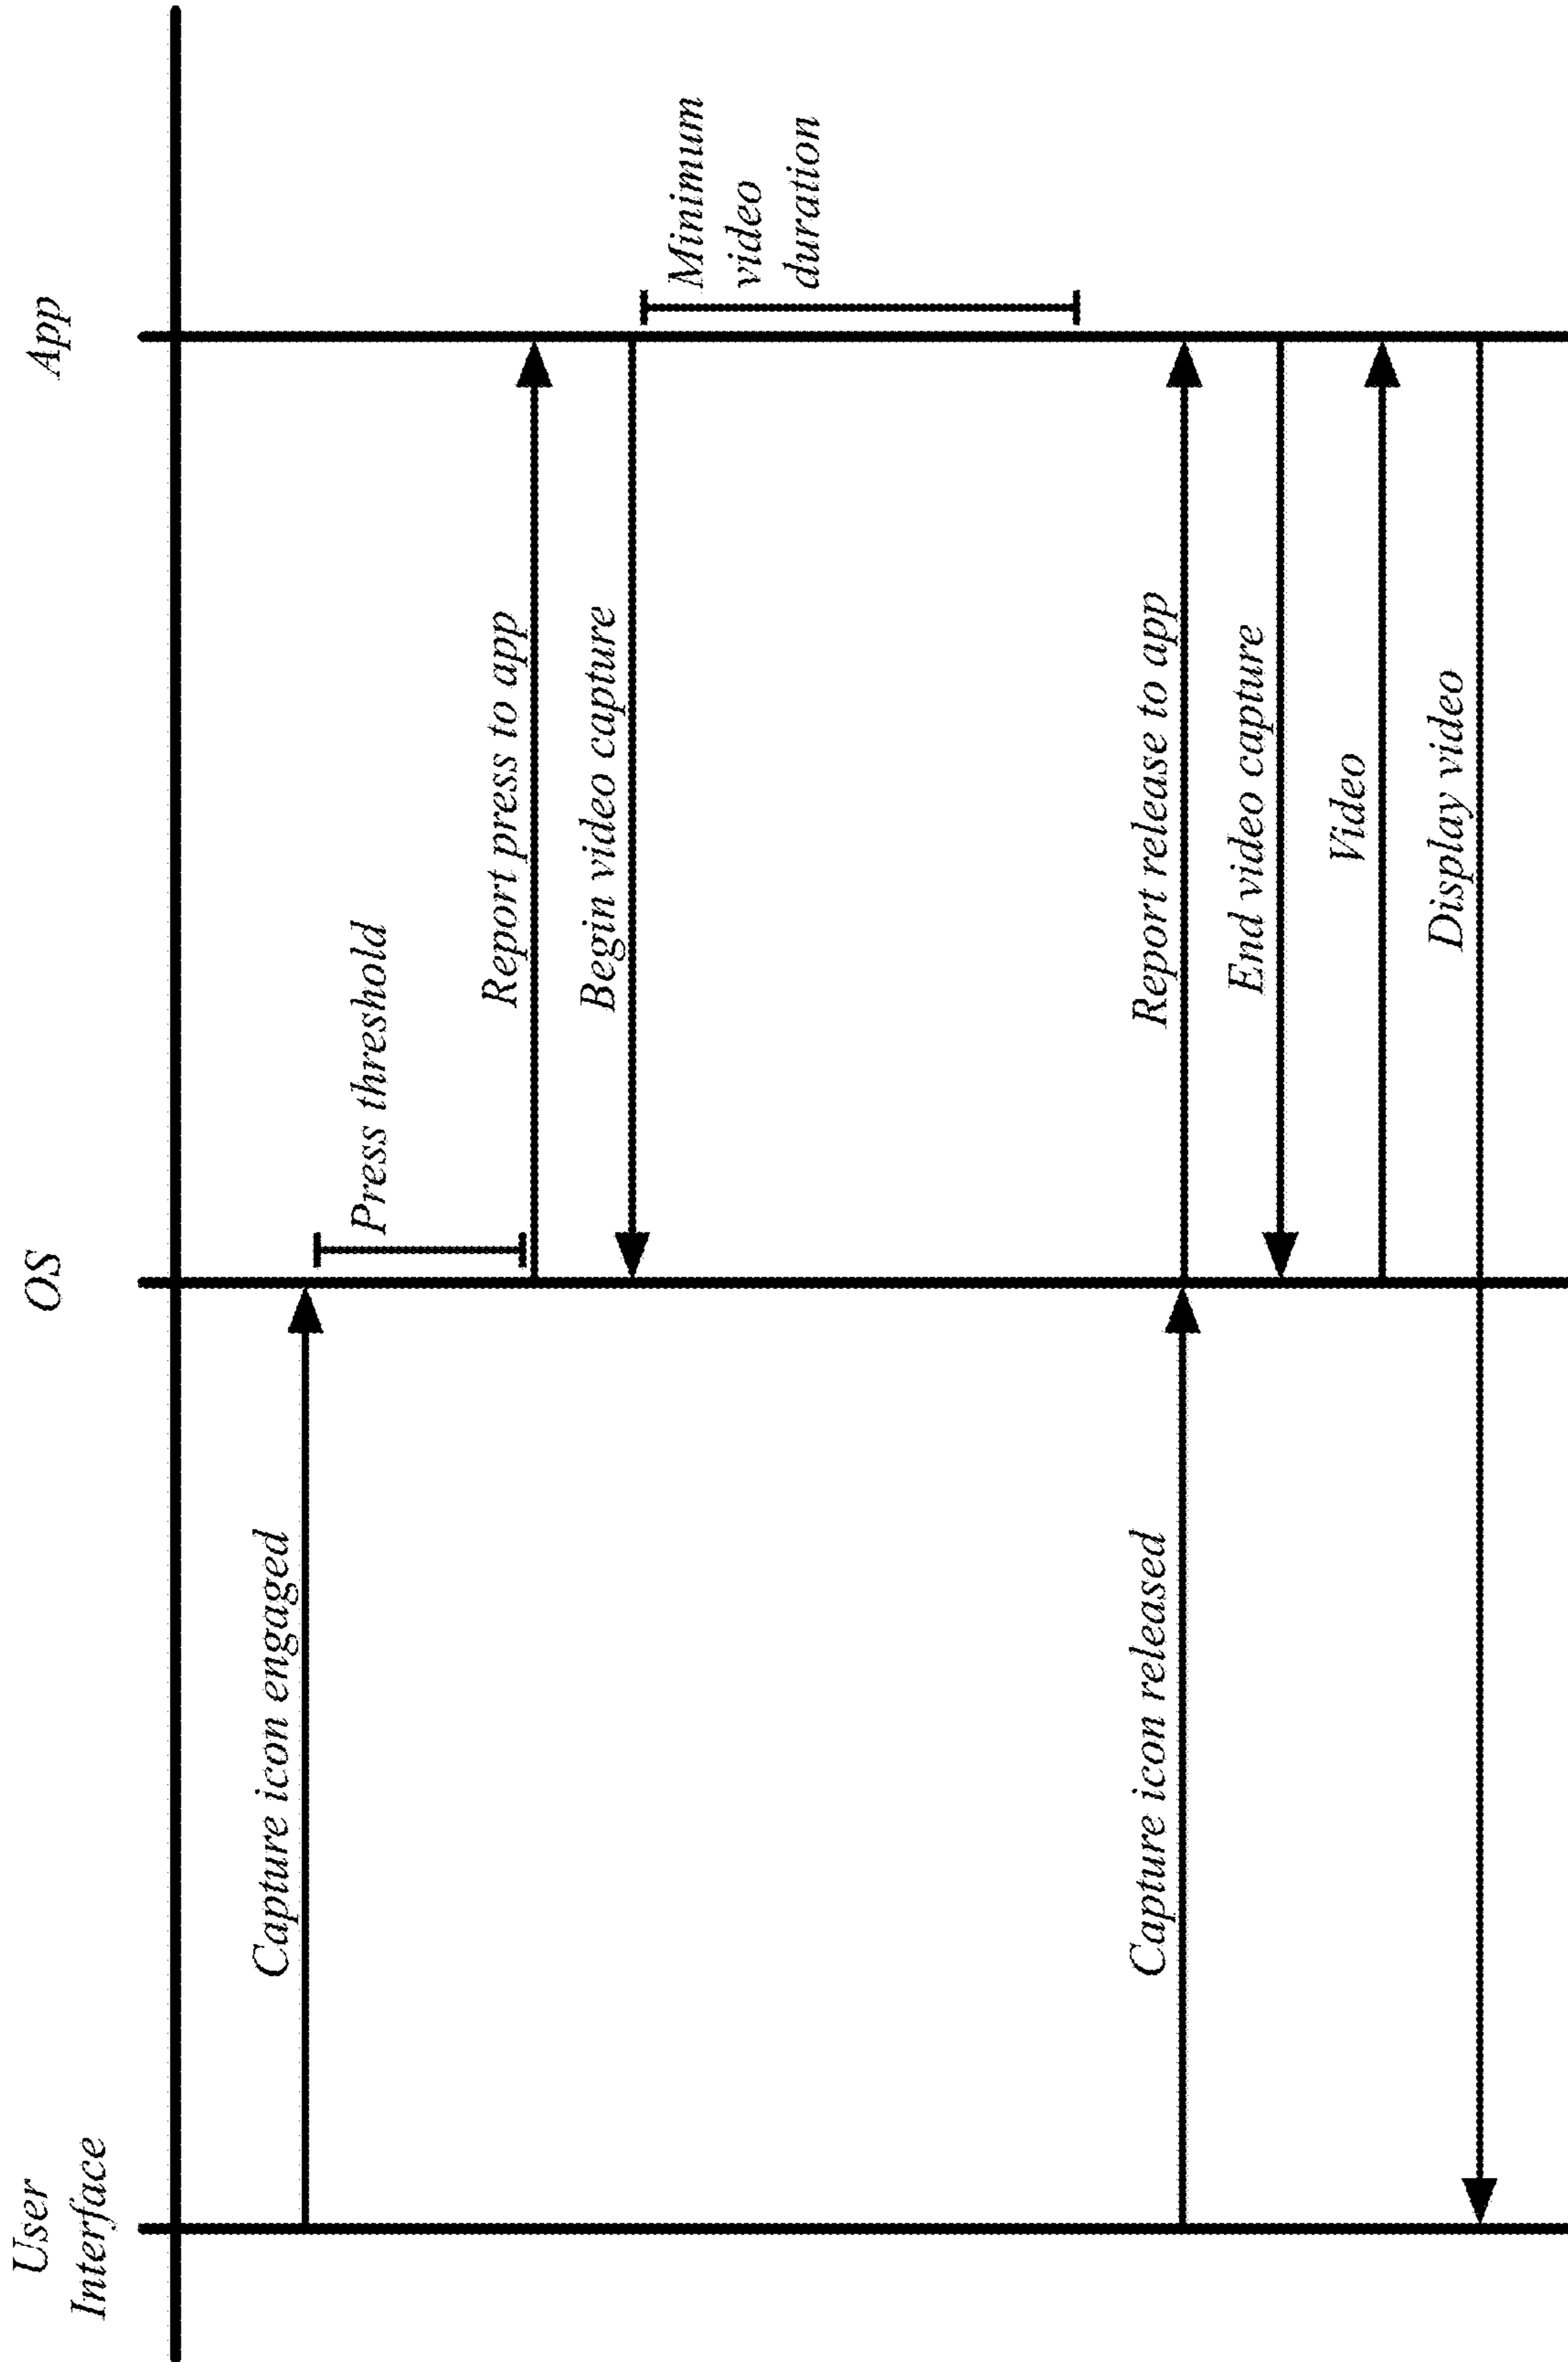 User
Interface
OS
App
Capture icon engaged
Press threshold
Report press to app
Begin video capture
Minimum
video
duration
Capture icon released
Report release to app
End video capture
Video
Display video